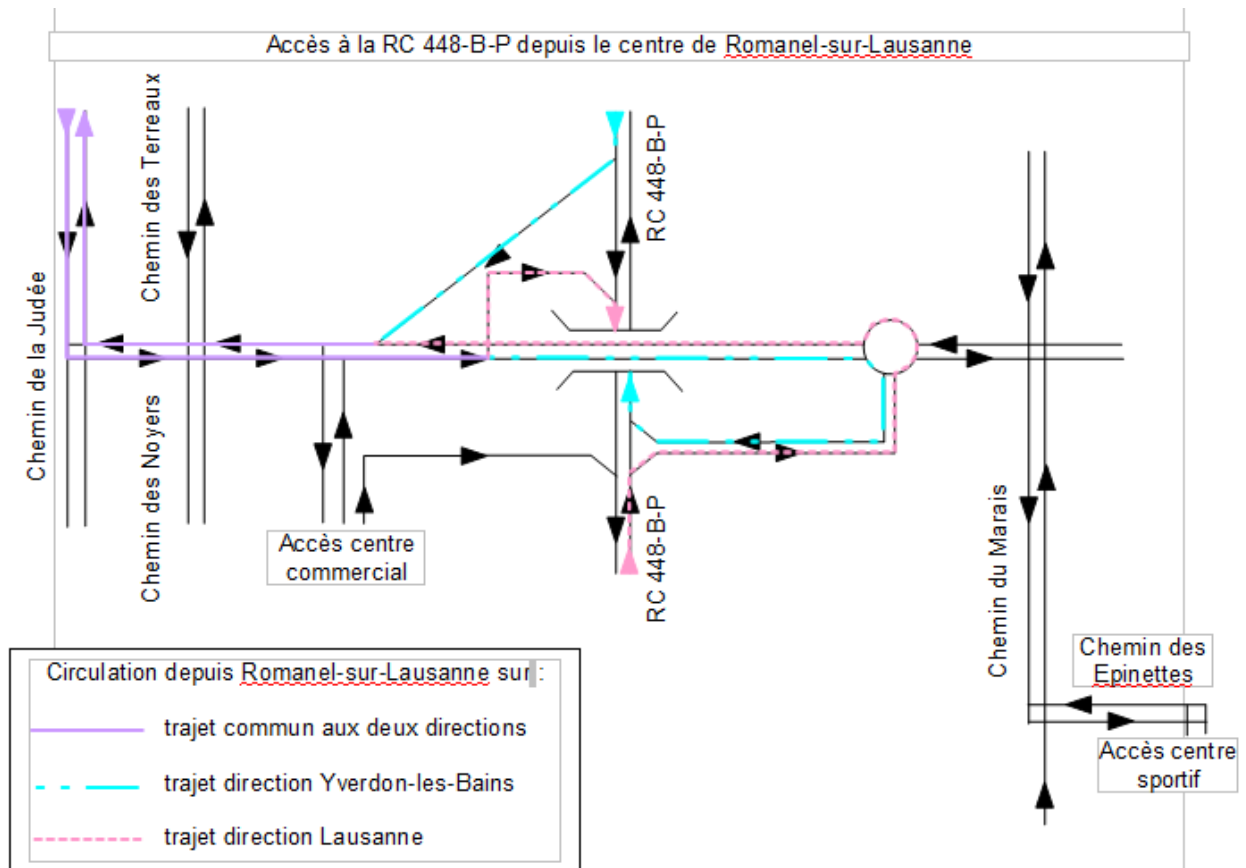 Accès à la RC 448-B-P depuis le centre de Romanel-sur-Lausanne
Chemin des Terreaux
RC 448-B-P
Chemin de la Judée
Chemin des Noyers
Accès centre
commercial
RC 448-B-P
Chemin du Marais
Chemin des
Epinettes
Accès centre
sportif
Circulation depuis Romanel-sur-Lausanne sur :
trajet commun aux deux directions
trajet direction Yverdon-les-Bains
trajet direction Lausanne